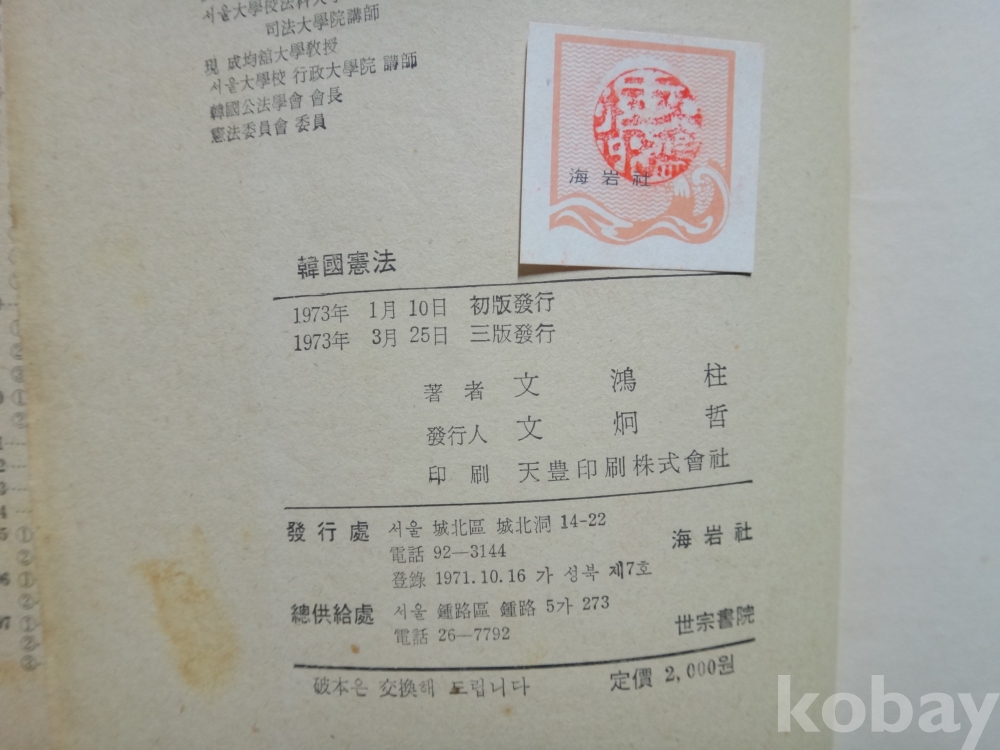 서울大學校法科大學
司法大學院講師
現 成均館大學敎授
서울大學校 行政大學院 講師
韓國公法學會 會長
憲法委員會 委員
海岩社
韓國憲法
1973年 1月 10日 初版發行
1973年 3月 25日 三版發行
著者 文鴻柱
發行人 文炯哲
印刷 天豊印刷株式會社
發行處 서울 城北區 城北洞 14-22 海岩社
電話 92—3144
登錄 1971.10.16 가 성북 제7호
總供給處 서울 鍾路區 鍾路 5가 273 世宗書院
電話 26—7792
破本은 交換해 드립니다 定價 2,000원
kobay